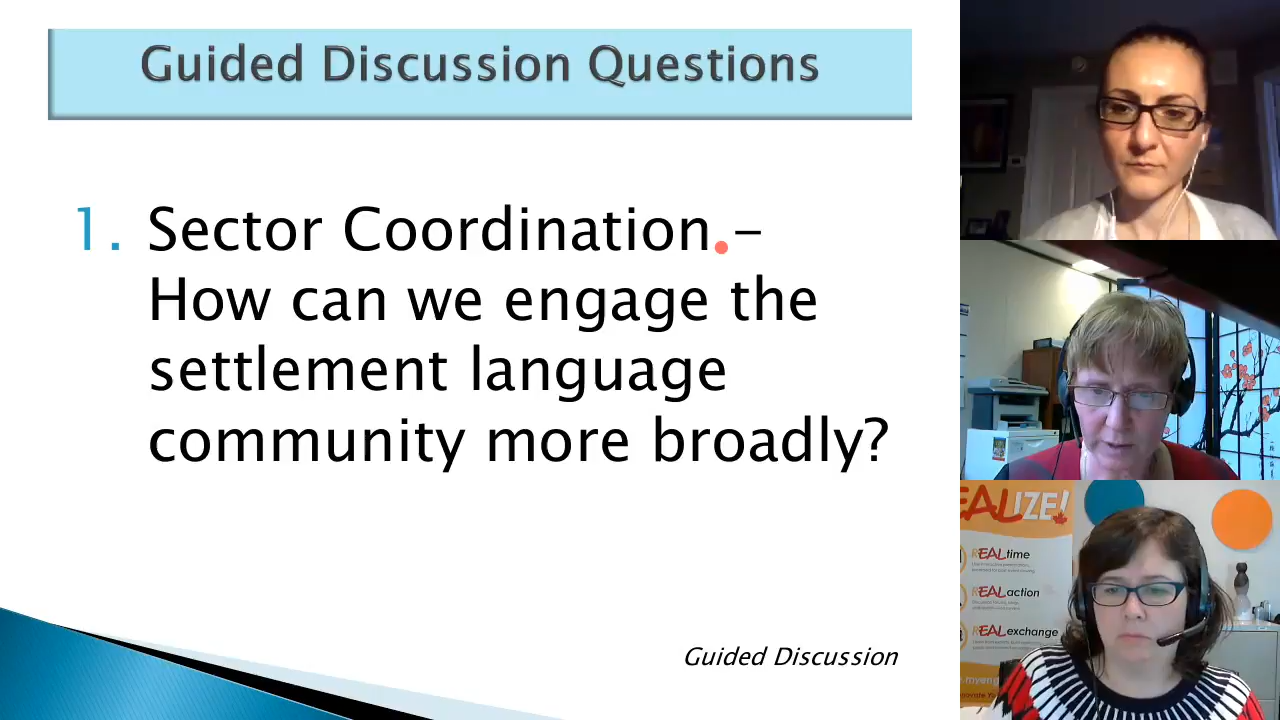 Guided Discussion Questions
1. Sector Coordination.–
How can we engage the
settlement language
community more broadly?
Guided Discussion
EALIZE!
REALtime
REALaction
REALexchange